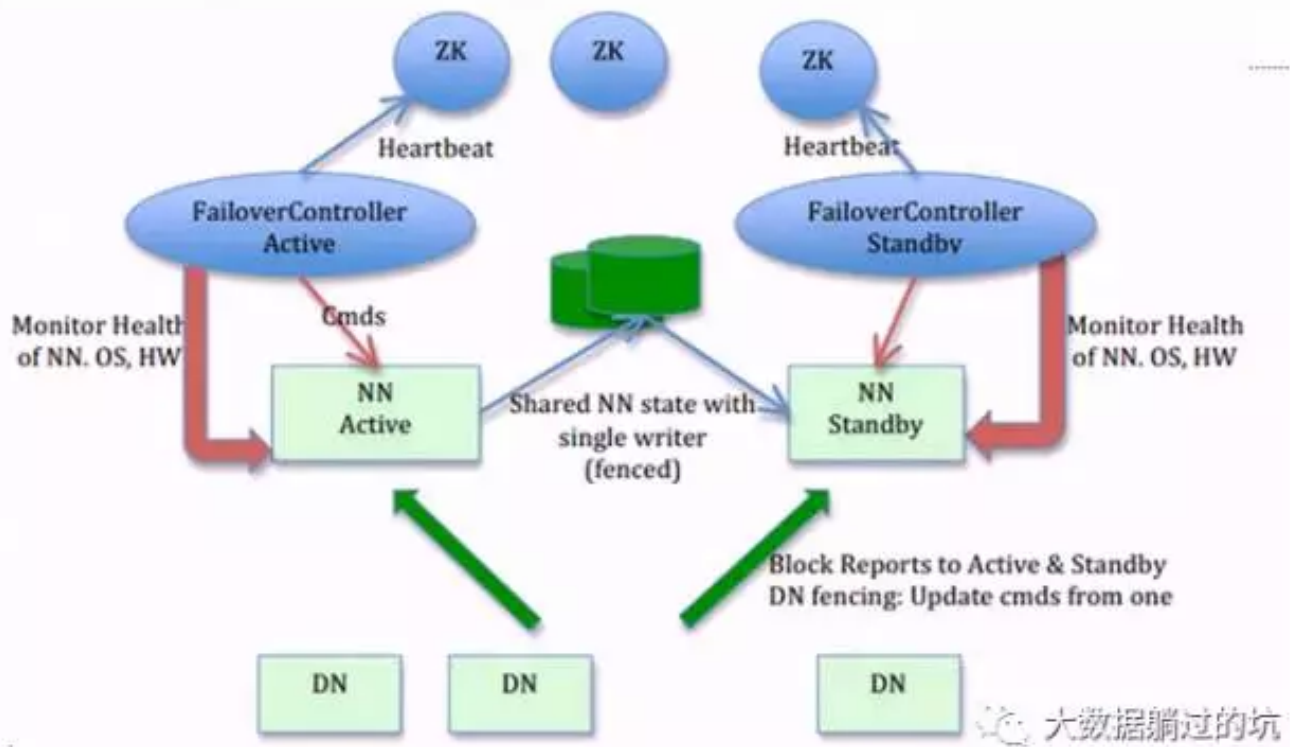 ZK
ZK
ZK
Heartbeat
Heartbeat
FailoverController
Active
FailoverController
Standby
Cmds
Monitor Health
of NN. OS, HW
Monitor Health
of NN. OS, HW
NN
Active
NN
Standby
Shared NN state with
single writer
(fenced)
Block Reports to Active & Standby
DN fencing: Update cmds from one
DN
DN
DN
大数据躺过的坑